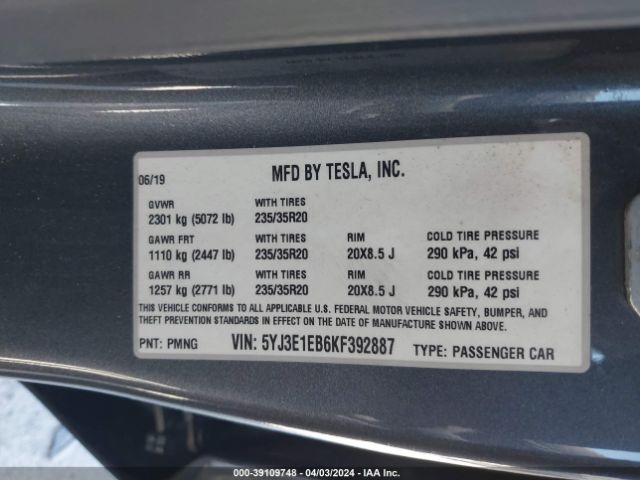 06/19 MFD BY TESLA, INC.
GVWR WITH TIRES
2301 kg (5072 lb) 235/35R20
GAWR FRT WITH TIRES RIM COLD TIRE PRESSURE
1110 kg (2447 lb) 235/35R20 20X8.5 J 290 kPa, 42 psi
GAWR RR WITH TIRES RIM COLD TIRE PRESSURE
1257 kg (2771 lb) 235/35R20 20X8.5 J 290 kPa, 42 psi
THIS VEHICLE CONFORMS TO ALL APPLICABLE U.S. FEDERAL MOTOR VEHICLE SAFETY, BUMPER, AND
THEFT PREVENTION STANDARDS IN EFFECT ON THE DATE OF MANUFACTURE SHOWN ABOVE.
PNT: PMNG VIN: 5YJ3E1EB6KF392887 TYPE: PASSENGER CAR
000-39109748 - 04/03/2024 - IAA Inc.